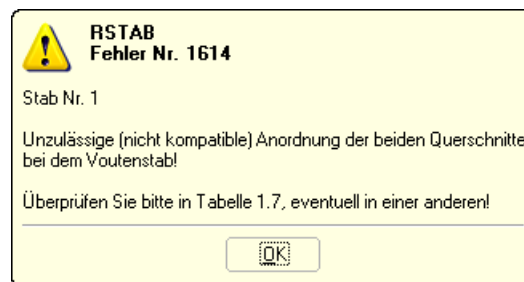 RSTAB
Fehler Nr. 1614
Stab Nr. 1
Unzulässige (nicht kompatible) Anordnung der beiden Querschnitte
bei dem Voutenstab!
Überprüfen Sie bitte in Tabelle 1.7, eventuell in einer anderen!
OK